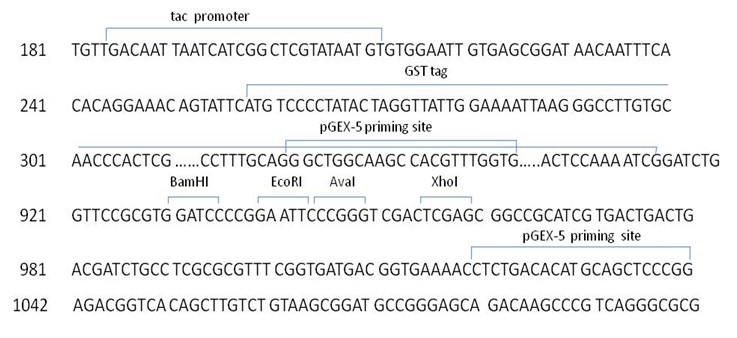 tac promoter
181 TGTTGACAAT TAATCATCGG CTCGTATAAT GTGTGGAATT GTGAGCGGAT AACAATTTCA
GST tag
241 CACAGGAAAC AGTATTCATG TCCCCTATAC TAGGTTATTG GAAAATTAAG GGCCTTGTGC
pGEX-5 priming site
301 AACCCACTCG ......CCTTTGCAGG GCTGGCAAGC CACGTTTGGTG.....ACTCCAAAA ATCGGATCTG
BamHI EcoRI AvaI XhoI
921 GTTCCGCGTG GATCCCCGGA ATTCCCGGGT CGACTCGAGC GGCCGCATCG TGACTGACTG
pGEX-5 priming site
981 ACGATCTGCC TCGCGCGTTT CGGTGATGAC GGTGAAAACCTCTGACACAT GCAGCTCCCGG
1042 AGACGGTCA CAGCTTGTCT GTAAGCGGAT GCCGGGAGCA GACAAGCCCG TCAGGGCGCG